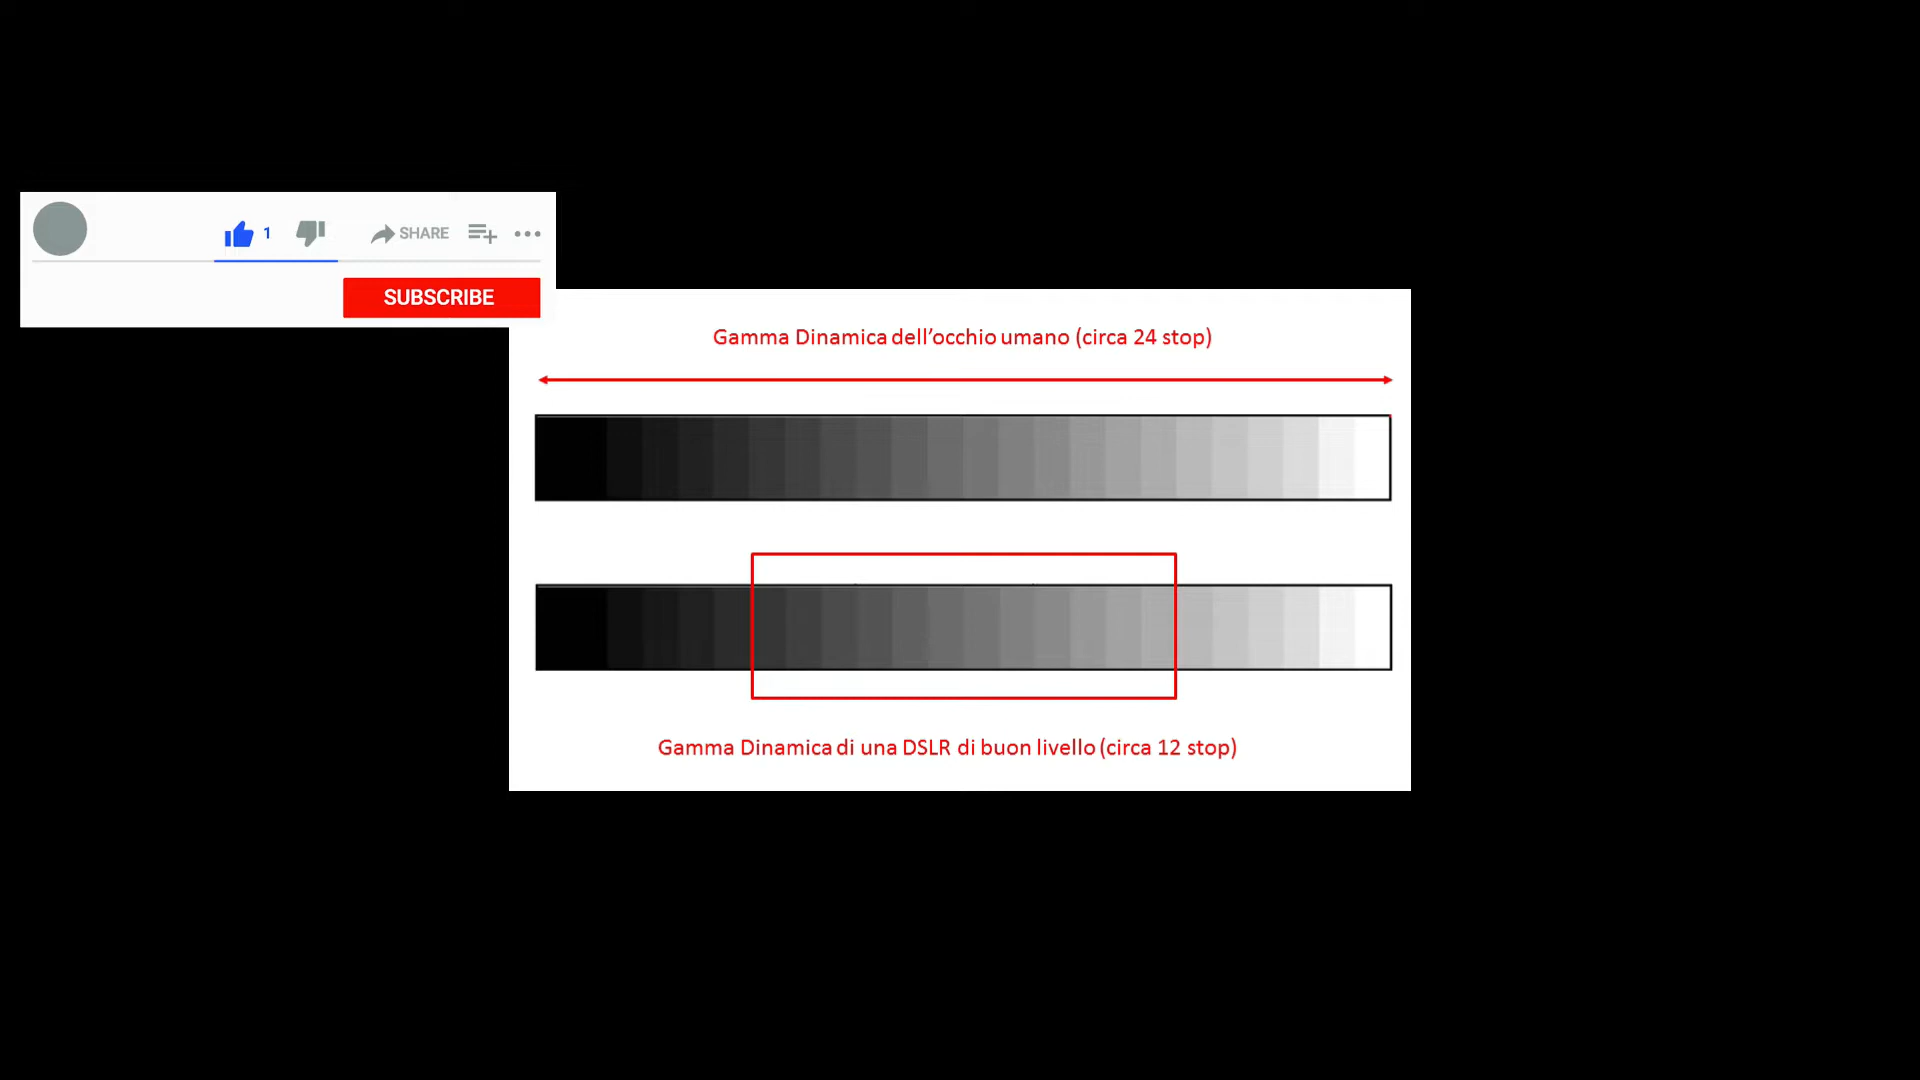 1
SHARE
SUBSCRIBE
Gamma Dinamica dell’occhio umano (circa 24 stop)
Gamma Dinamica di una DSLR di buon livello (circa 12 stop)